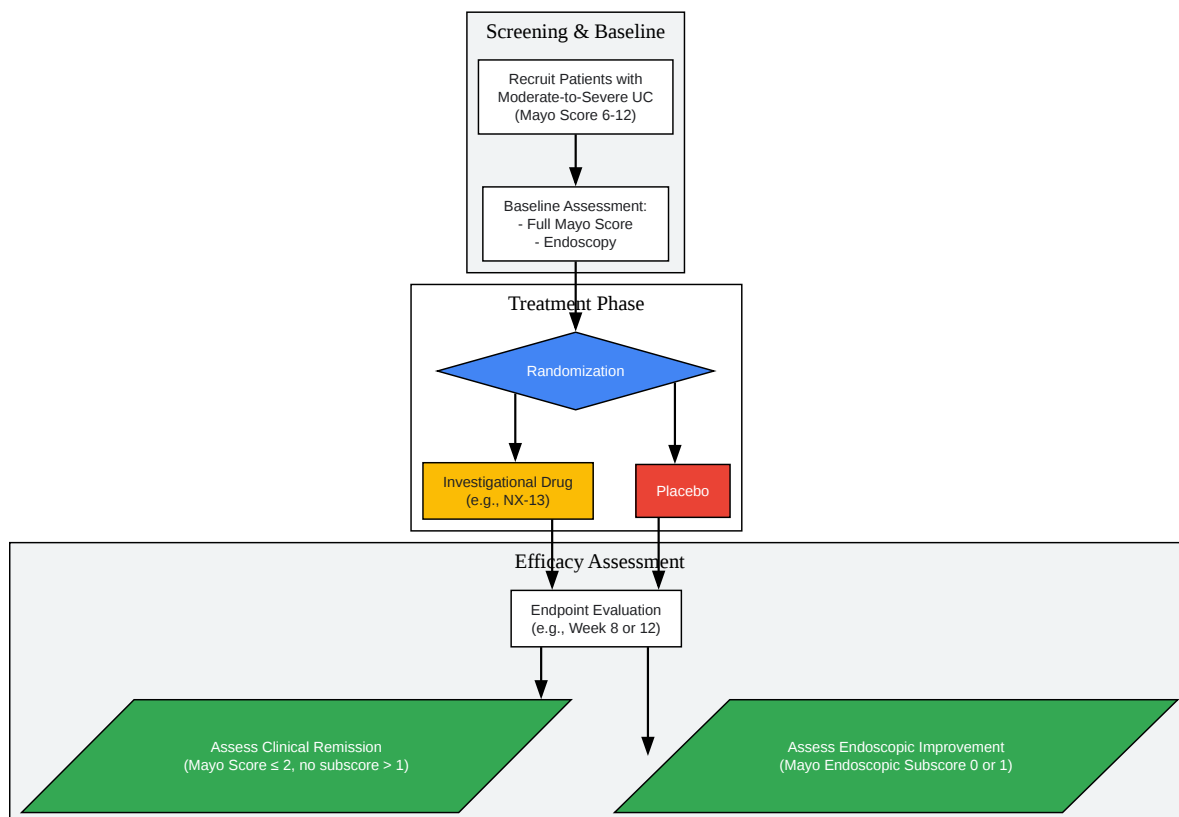 Screening & Baseline
Recruit Patients with
Moderate-to-Severe UC
(Mayo Score 6-12)
Baseline Assessment:
- Full Mayo Score
- Endoscopy
Treatment Phase
Randomization
Investigational Drug
(e.g., NX-13)
Placebo
Efficacy Assessment
Endpoint Evaluation
(e.g., Week 8 or 12)
Assess Clinical Remission
(Mayo Score ≤ 2, no subscore > 1)
Assess Endoscopic Improvement
(Mayo Endoscopic Subscore 0 or 1)